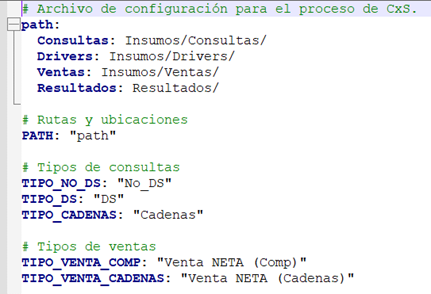 # Archivo de configuración para el proceso de CxS.
path:
  Consultas: Insumos/Consultas/
  Drivers: Insumos/Drivers/
  Ventas: Insumos/Ventas/
  Resultados: Resultados/

# Rutas y ubicaciones
PATH: "path"

# Tipos de consultas
TIPO_NO_DS: "No_DS"
TIPO_DS: "DS"
TIPO_CADENAS: "Cadenas"

# Tipos de ventas
TIPO_VENTA_COMP: "Venta NETA (Comp)"
TIPO_VENTA_CADENAS: "Venta NETA (Cadenas)"